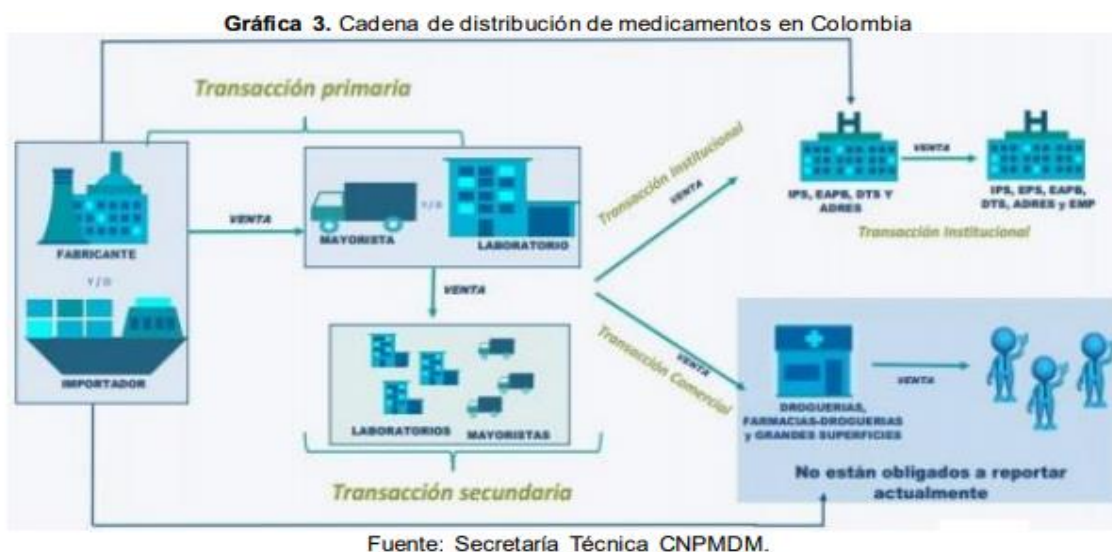 Gráfica 3. Cadena de distribución de medicamentos en Colombia
Transacción primaria
FABRICANTE
Y / O
IMPORTADOR
VENTA
MAYORISTA
Y / O
LABORATORIO
VENTA
LABORATORIOS
MAYORISTAS
Transacción secundaria
Transacción Institucional
VENTA
IPS, EAPB, DTS Y
ADRES
VENTA
IPS, EPS, EAPB,
DTS, ADRES y EMP
Transacción Institucional
Transacción Comercial
VENTA
DROGUERIAS,
FARMACIAS-DROGUERIAS
y GRANDES SUPERFICIES
VENTA
No están obligados a reportar
actualmente
Fuente: Secretaría Técnica CNPMDM.